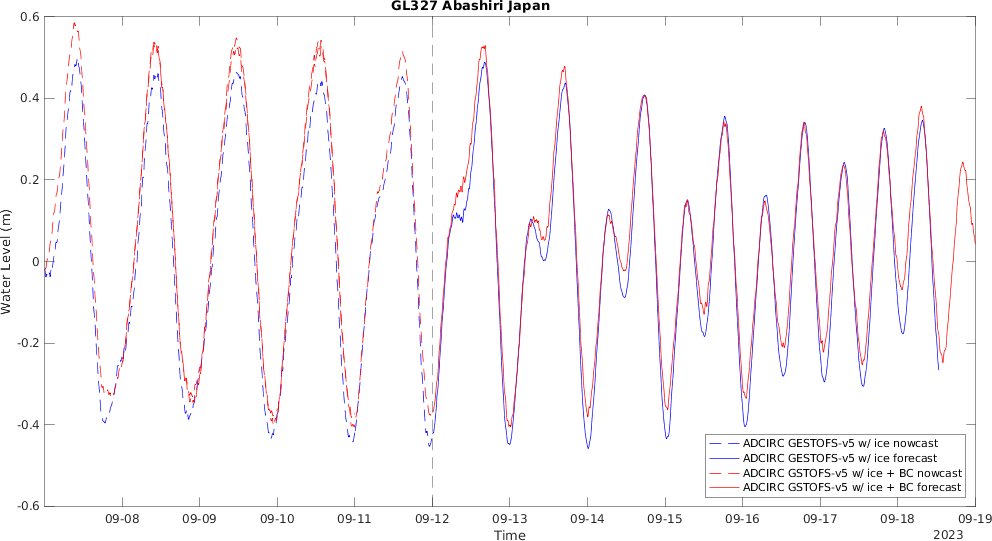 GL327 Abashiri Japan
0.6
0.4
0.2
0
-0.2
-0.4
-0.6
Water Level (m)
ADCIRC GESTOFS-v5 w/ ice nowcast
ADCIRC GESTOFS-v5 w/ ice forecast
ADCIRC GSTOFS-v5 w/ ice + BC nowcast
ADCIRC GSTOFS-v5 w/ ice + BC forecast
09-08 09-09 09-10 09-11 09-12 09-13 09-14 09-15 09-16 09-17 09-18 09-19
Time
2023